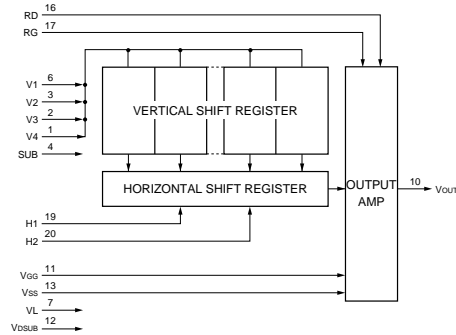 RD 16
RG 17
V1 6
V2 3
V3 2
V4 1
SUB 4
VERTICAL SHIFT REGISTER
HORIZONTAL SHIFT REGISTER
OUTPUT
AMP
10 VOUT
H1 19
H2 20
VGG 11
VSS 13
VL 7
VDSUB 12